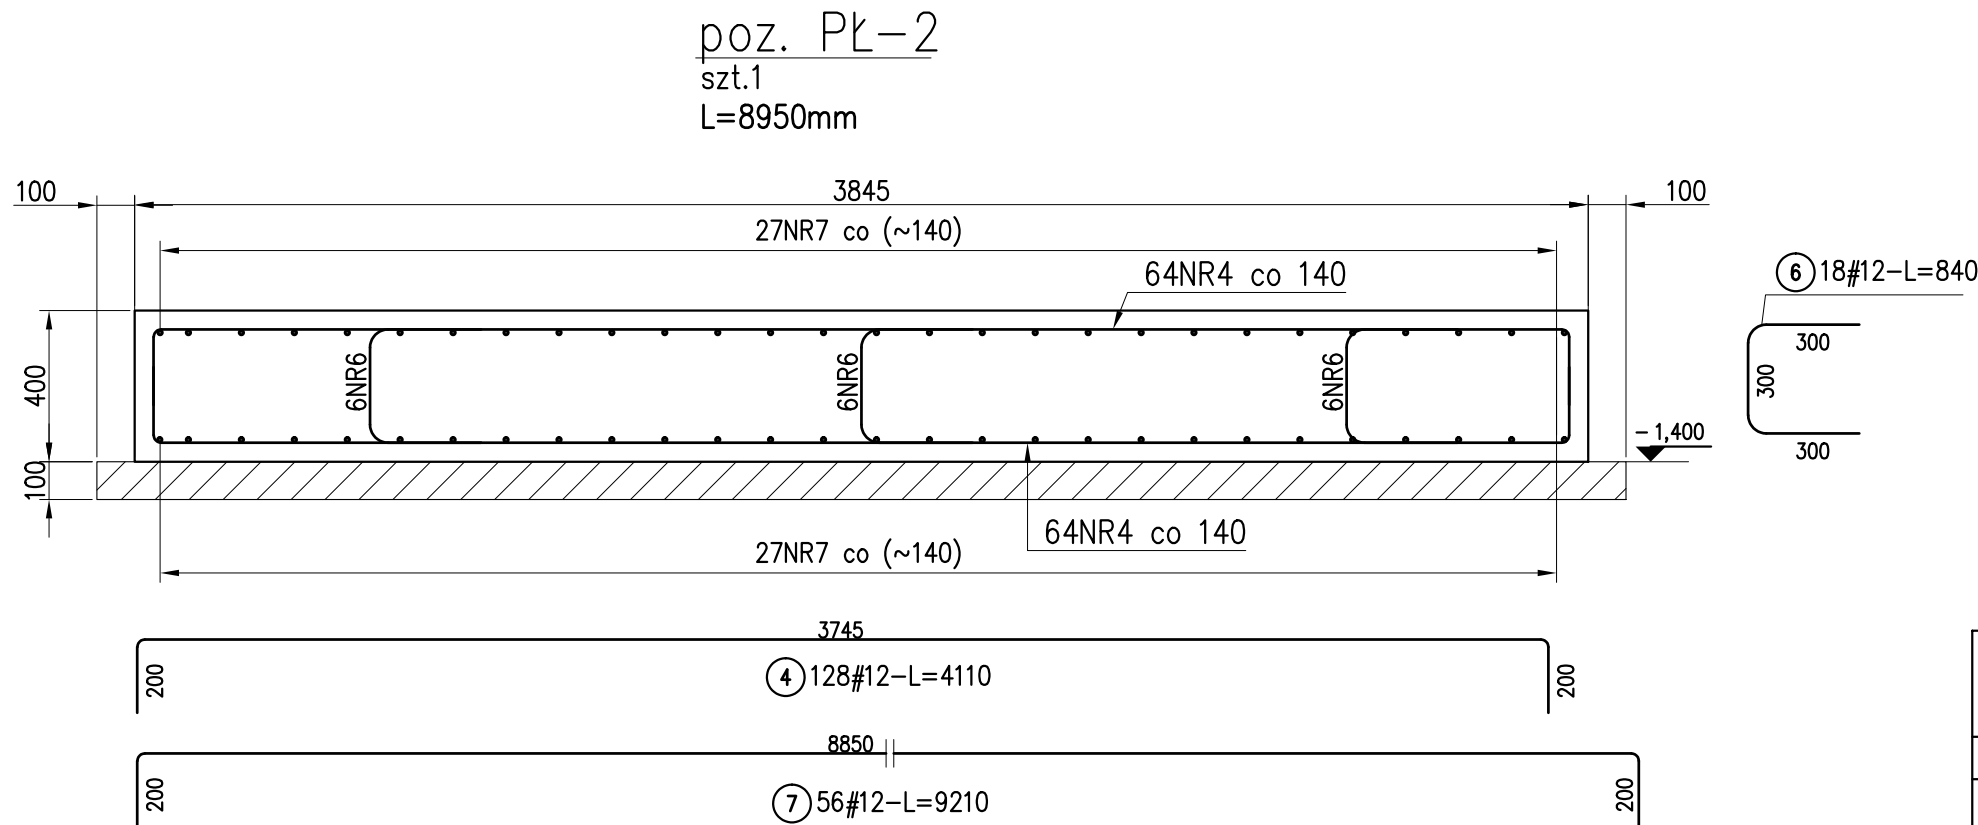 poz. PŁ-2
szt.1
L=8950mm
100
3845
100
27NR7 co (~140)
64NR4 co 140
6 18#12-L=840
300
300
300
400
6NR6
6NR6
6NR6
-1,400
100
64NR4 co 140
27NR7 co (~140)
3745
200
4 128#12-L=4110
200
8850
200
7 56#12-L=9210
200